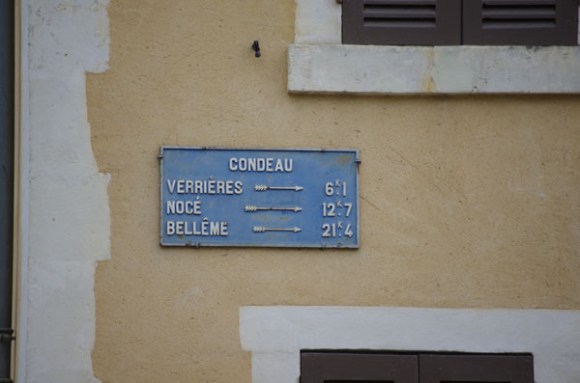 CONDEAU
VERRIÈRES → 6K1
NOCÉ → 12K7
BELLÊME → 21K4